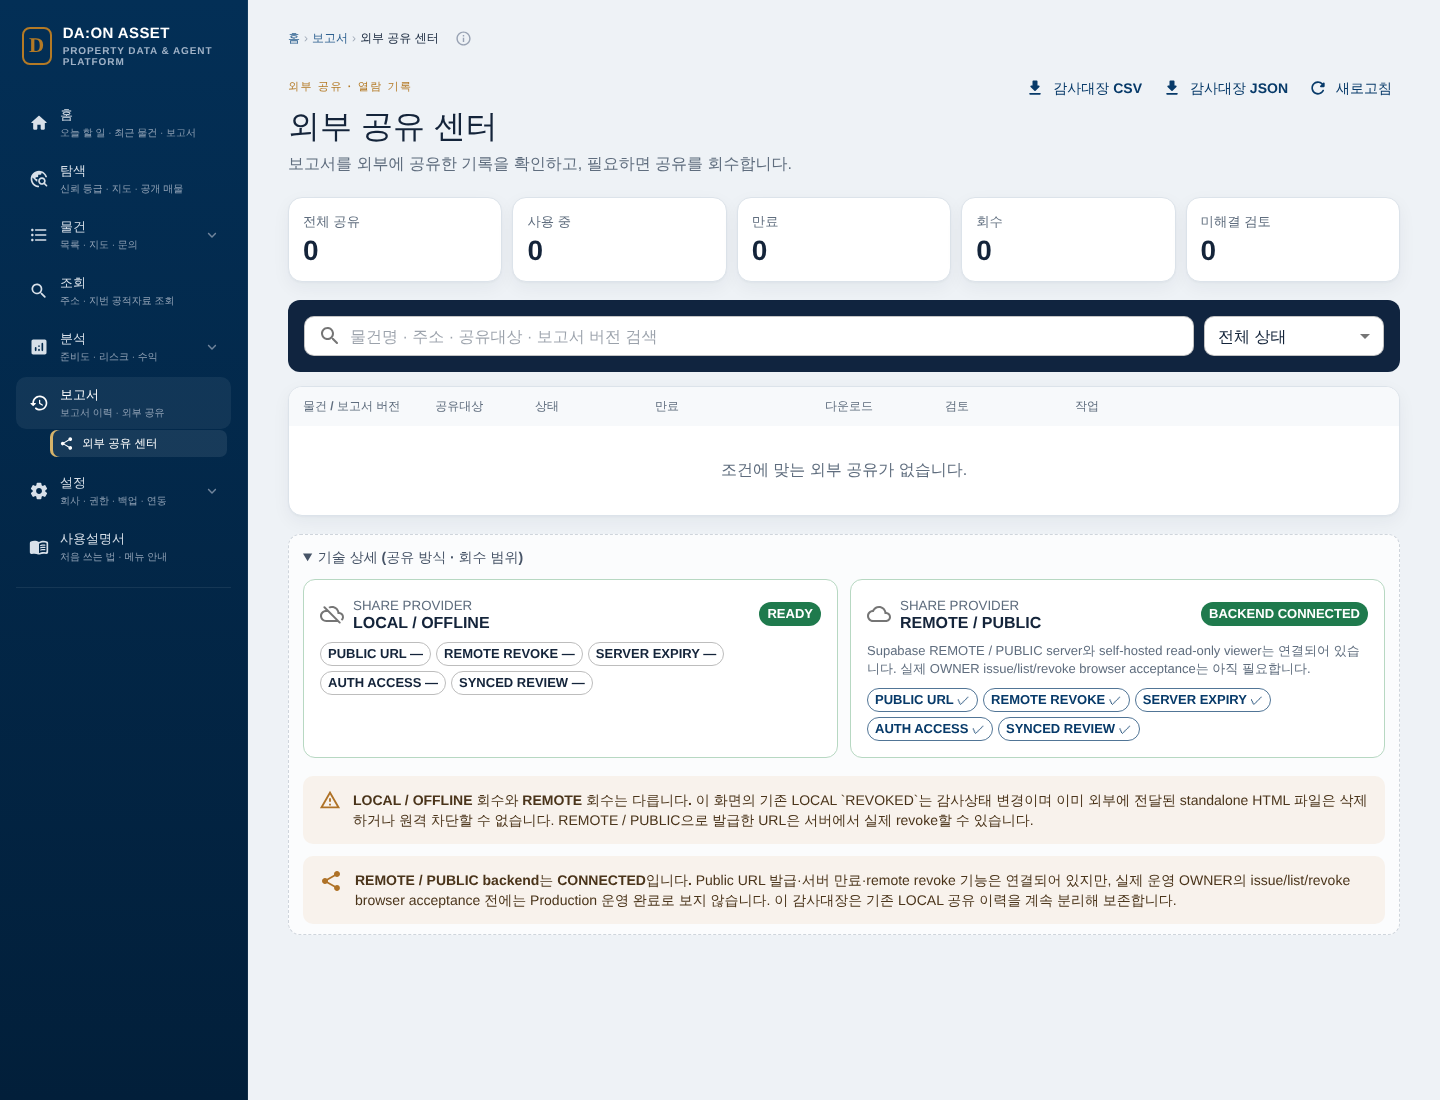 D
DA:ON ASSET
PROPERTY DATA & AGENT
PLATFORM
홈
오늘 할 일 · 최근 물건 · 보고서
탐색
신뢰 등급 · 지도 · 공개 매물
물건
목록 · 지도 · 문의
조회
주소 · 지번 공적자료 조회
분석
준비도 · 리스크 · 수익
보고서
보고서 이력 · 외부 공유
외부 공유 센터
설정
회사 · 권한 · 백업 · 연동
사용설명서
처음 쓰는 법 · 메뉴 안내
홈 › 보고서 › 외부 공유 센터
외부 공유 · 열람 기록
감사대장 CSV 감사대장 JSON 새로고침
외부 공유 센터
보고서를 외부에 공유한 기록을 확인하고, 필요하면 공유를 회수합니다.
전체 공유 사용 중 만료 회수 미해결 검토
0 0 0 0 0
물건명 · 주소 · 공유대상 · 보고서 버전 검색 전체 상태
물건 / 보고서 버전 공유대상 상태 만료 다운로드 검토 작업
조건에 맞는 외부 공유가 없습니다.
▼ 기술 상세 (공유 방식 · 회수 범위)
SHARE PROVIDER
LOCAL / OFFLINE
READY
PUBLIC URL — REMOTE REVOKE — SERVER EXPIRY —
AUTH ACCESS — SYNCED REVIEW —
SHARE PROVIDER
REMOTE / PUBLIC
BACKEND CONNECTED
Supabase REMOTE / PUBLIC server와 self-hosted read-only viewer는 연결되어 있습
니다. 실제 OWNER issue/list/revoke browser acceptance는 아직 필요합니다.
PUBLIC URL ✓ REMOTE REVOKE ✓ SERVER EXPIRY ✓
AUTH ACCESS ✓ SYNCED REVIEW ✓
LOCAL / OFFLINE 회수와 REMOTE 회수는 다릅니다. 이 화면의 기존 LOCAL `REVOKED`는 감사상태 변경이며 이미 외부에 전달된 standalone HTML 파일은 삭제
하거나 원격 차단할 수 없습니다. REMOTE / PUBLIC으로 발급한 URL은 서버에서 실제 revoke할 수 있습니다.
REMOTE / PUBLIC backend는 CONNECTED입니다. Public URL 발급·서버 만료·remote revoke 기능은 연결되어 있지만, 실제 운영 OWNER의 issue/list/revoke
browser acceptance 전에는 Production 운영 완료로 보지 않습니다. 이 감사대장은 기존 LOCAL 공유 이력을 계속 분리해 보존합니다.